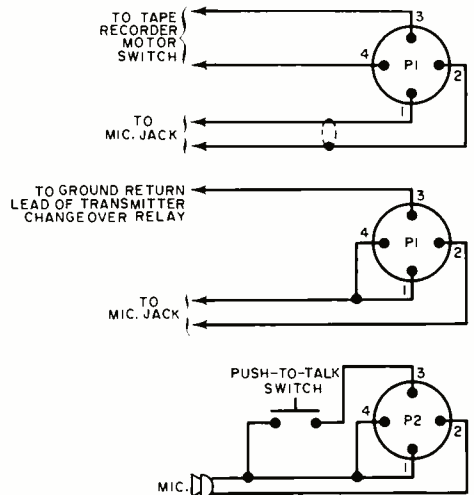 TO TAPE
RECORDER
MOTOR
SWITCH
3
4
P1
2
1
TO
MIC. JACK
TO GROUND RETURN
LEAD OF TRANSMITTER
CHANGEOVER RELAY
3
4
P1
2
1
TO
MIC. JACK
PUSH-TO-TALK
SWITCH
3
4
P2
2
1
MIC.